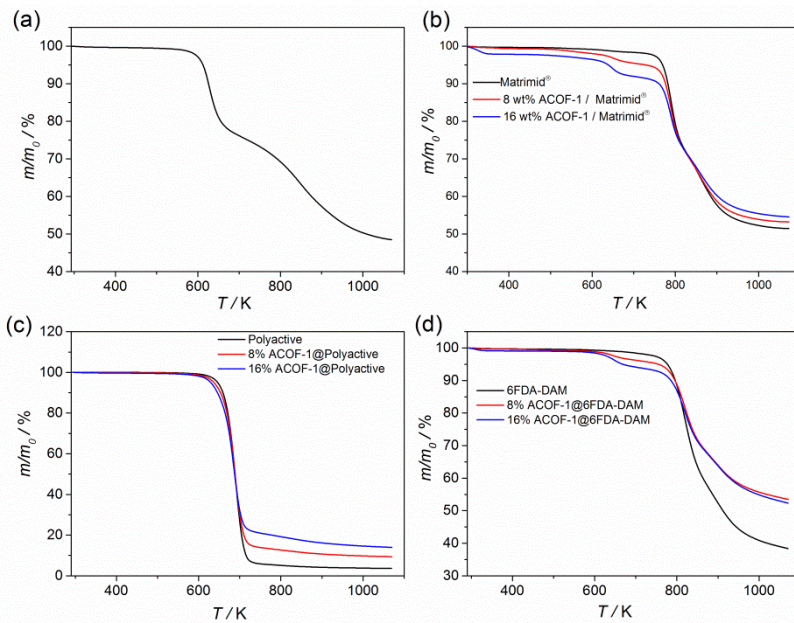 (a)
100
90
80
70
60
50
40
m/m₀ / %
400 600 800 1000
T / K
(b)
100
90
80
70
60
50
40
m/m₀ / %
Matrimid®
8 wt% ACOF-1 / Matrimid®
16 wt% ACOF-1 / Matrimid®
400 600 800 1000
T / K
(c)
120
100
80
60
40
20
0
m/m₀ / %
Polyactive
8% ACOF-1@Polyactive
16% ACOF-1@Polyactive
400 600 800 1000
T / K
(d)
100
90
80
70
60
50
40
30
m/m₀ / %
6FDA-DAM
8% ACOF-1@6FDA-DAM
16% ACOF-1@6FDA-DAM
400 600 800 1000
T / K